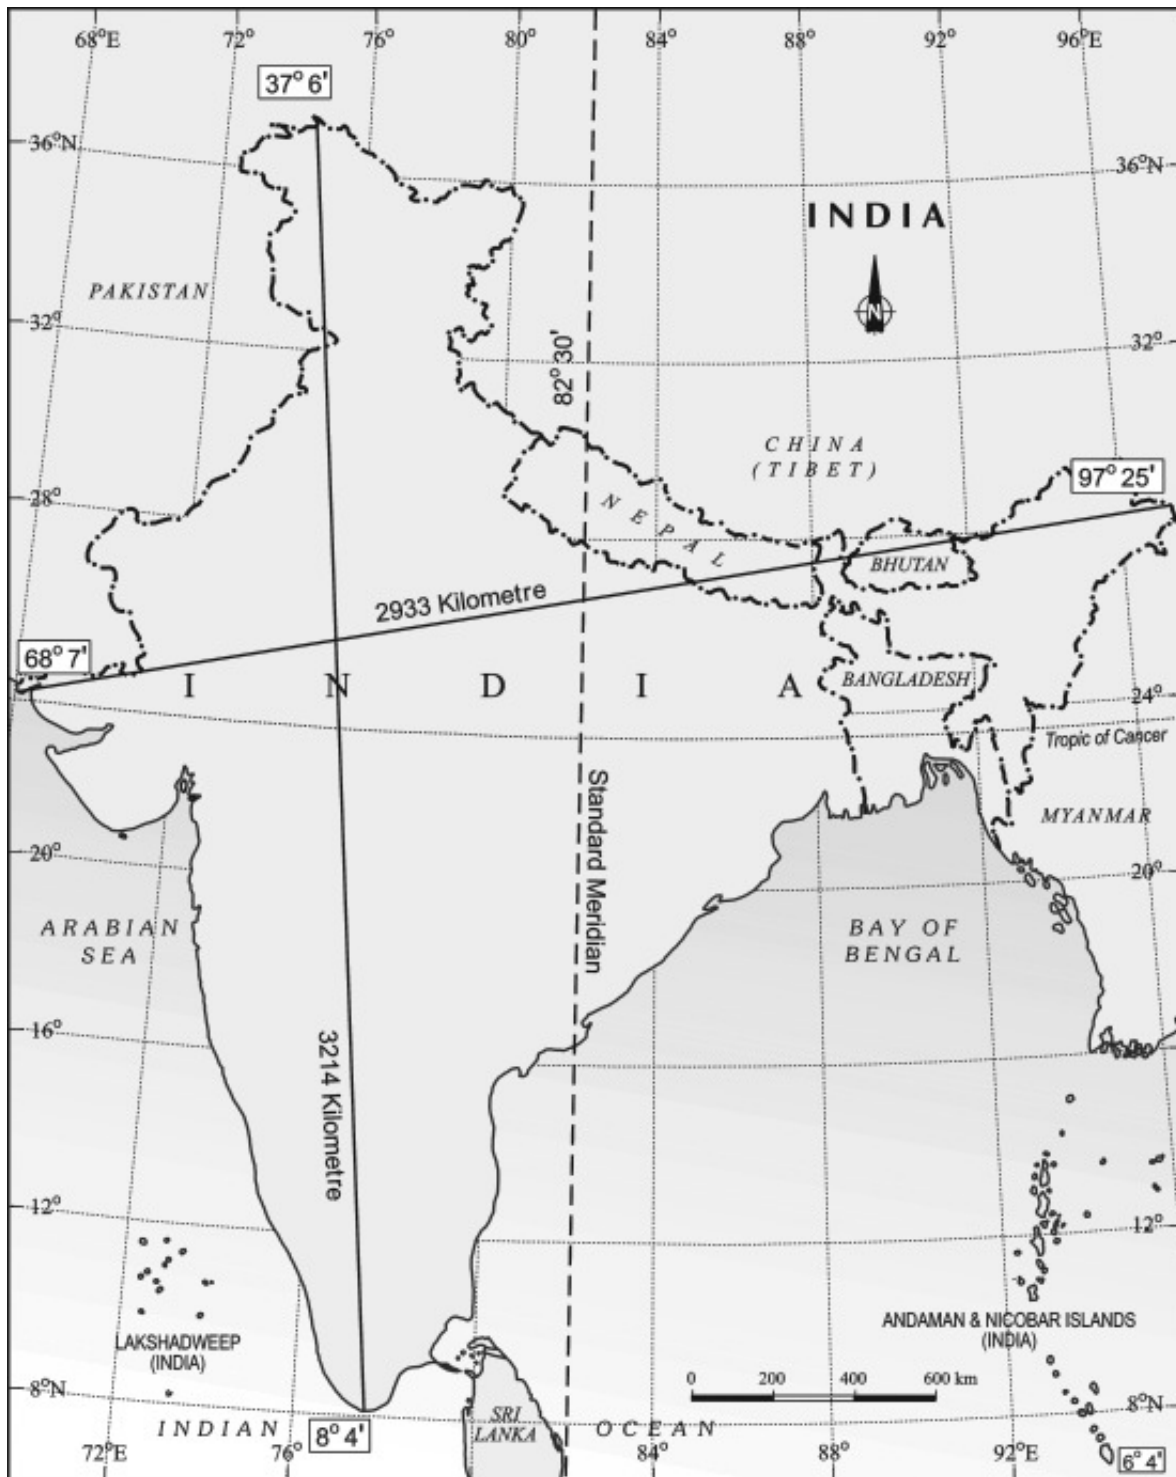 68°E 72° 76° 80° 84° 88° 92° 96°E
37° 6'
36°N
36°N
INDIA
N
PAKISTAN
32°
32°
82° 30'
CHINA
(TIBET)
97° 25'
28°
NEPAL
BHUTAN
2933 Kilometre
68° 7'
INDIA
BANGLADESH
24°
Tropic of Cancer
Standard Meridian
MYANMAR
20°
20°
ARABIAN
SEA
BAY OF
BENGAL
16°
3214 Kilometre
12°
12°
LAKSHADWEEP
(INDIA)
ANDAMAN & NICOBAR ISLANDS
(INDIA)
0 200 400 600 km
8°N
8°N
INDIAN
8° 4'
SRI
LANKA
OCEAN
72°E 76° 84° 88° 92°E
6° 4'